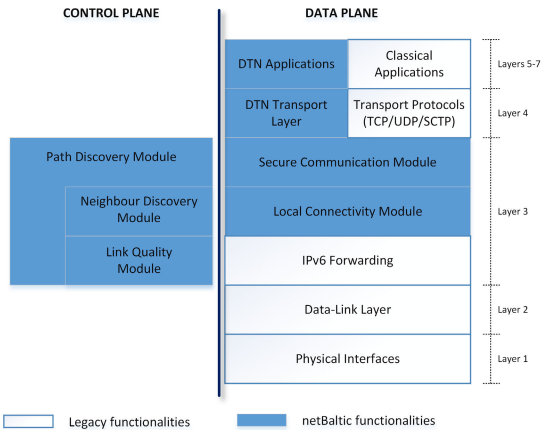 CONTROL PLANE
DATA PLANE
DTN Applications
Classical
Applications
Layers 5-7
DTN Transport
Layer
Transport Protocols
(TCP/UDP/SCTP)
Layer 4
Path Discovery Module
Secure Communication Module
Neighbour Discovery
Module
Local Connectivity Module
Layer 3
Link Quality
Module
IPv6 Forwarding
Data-Link Layer
Layer 2
Physical Interfaces
Layer 1
Legacy functionalities
netBaltic functionalities